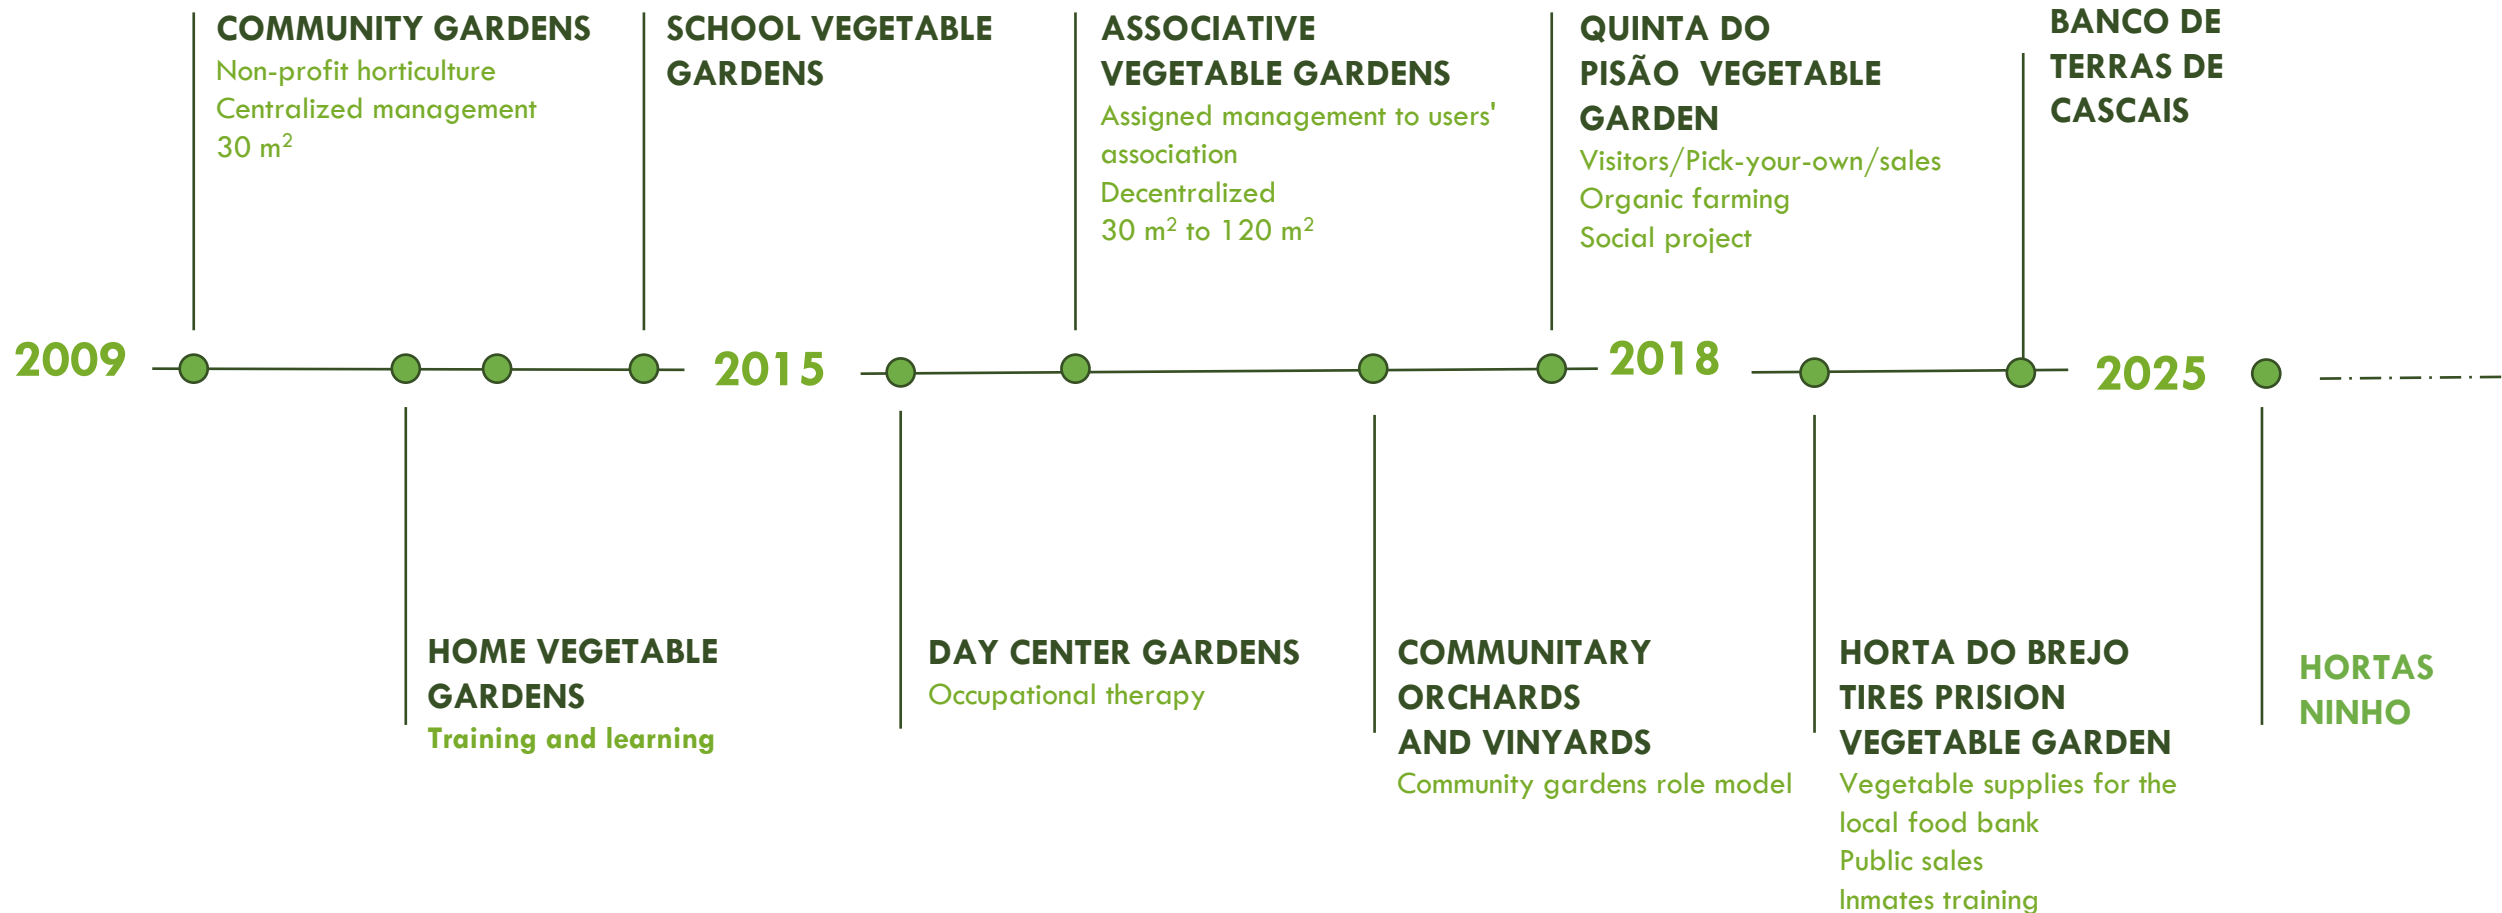 COMMUNITY GARDENS
Non-profit horticulture
Centralized management
30 m²
SCHOOL VEGETABLE
GARDENS
ASSOCIATIVE
VEGETABLE GARDENS
Assigned management to users'
association
Decentralized
30 m² to 120 m²
QUINTA DO
PISÃO VEGETABLE
GARDEN
Visitors/Pick-your-own/sales
Organic farming
Social project
BANCO DE
TERRAS DE
CASCAIS
2009
2015
2018
2025
HOME VEGETABLE
GARDENS
Training and learning
DAY CENTER GARDENS
Occupational therapy
COMMUNITARY
ORCHARDS
AND VINYARDS
Community gardens role model
HORTA DO BREJO
TIRES PRISION
VEGETABLE GARDEN
Vegetable supplies for the
local food bank
Public sales
Inmates training
HORTAS
NINHO